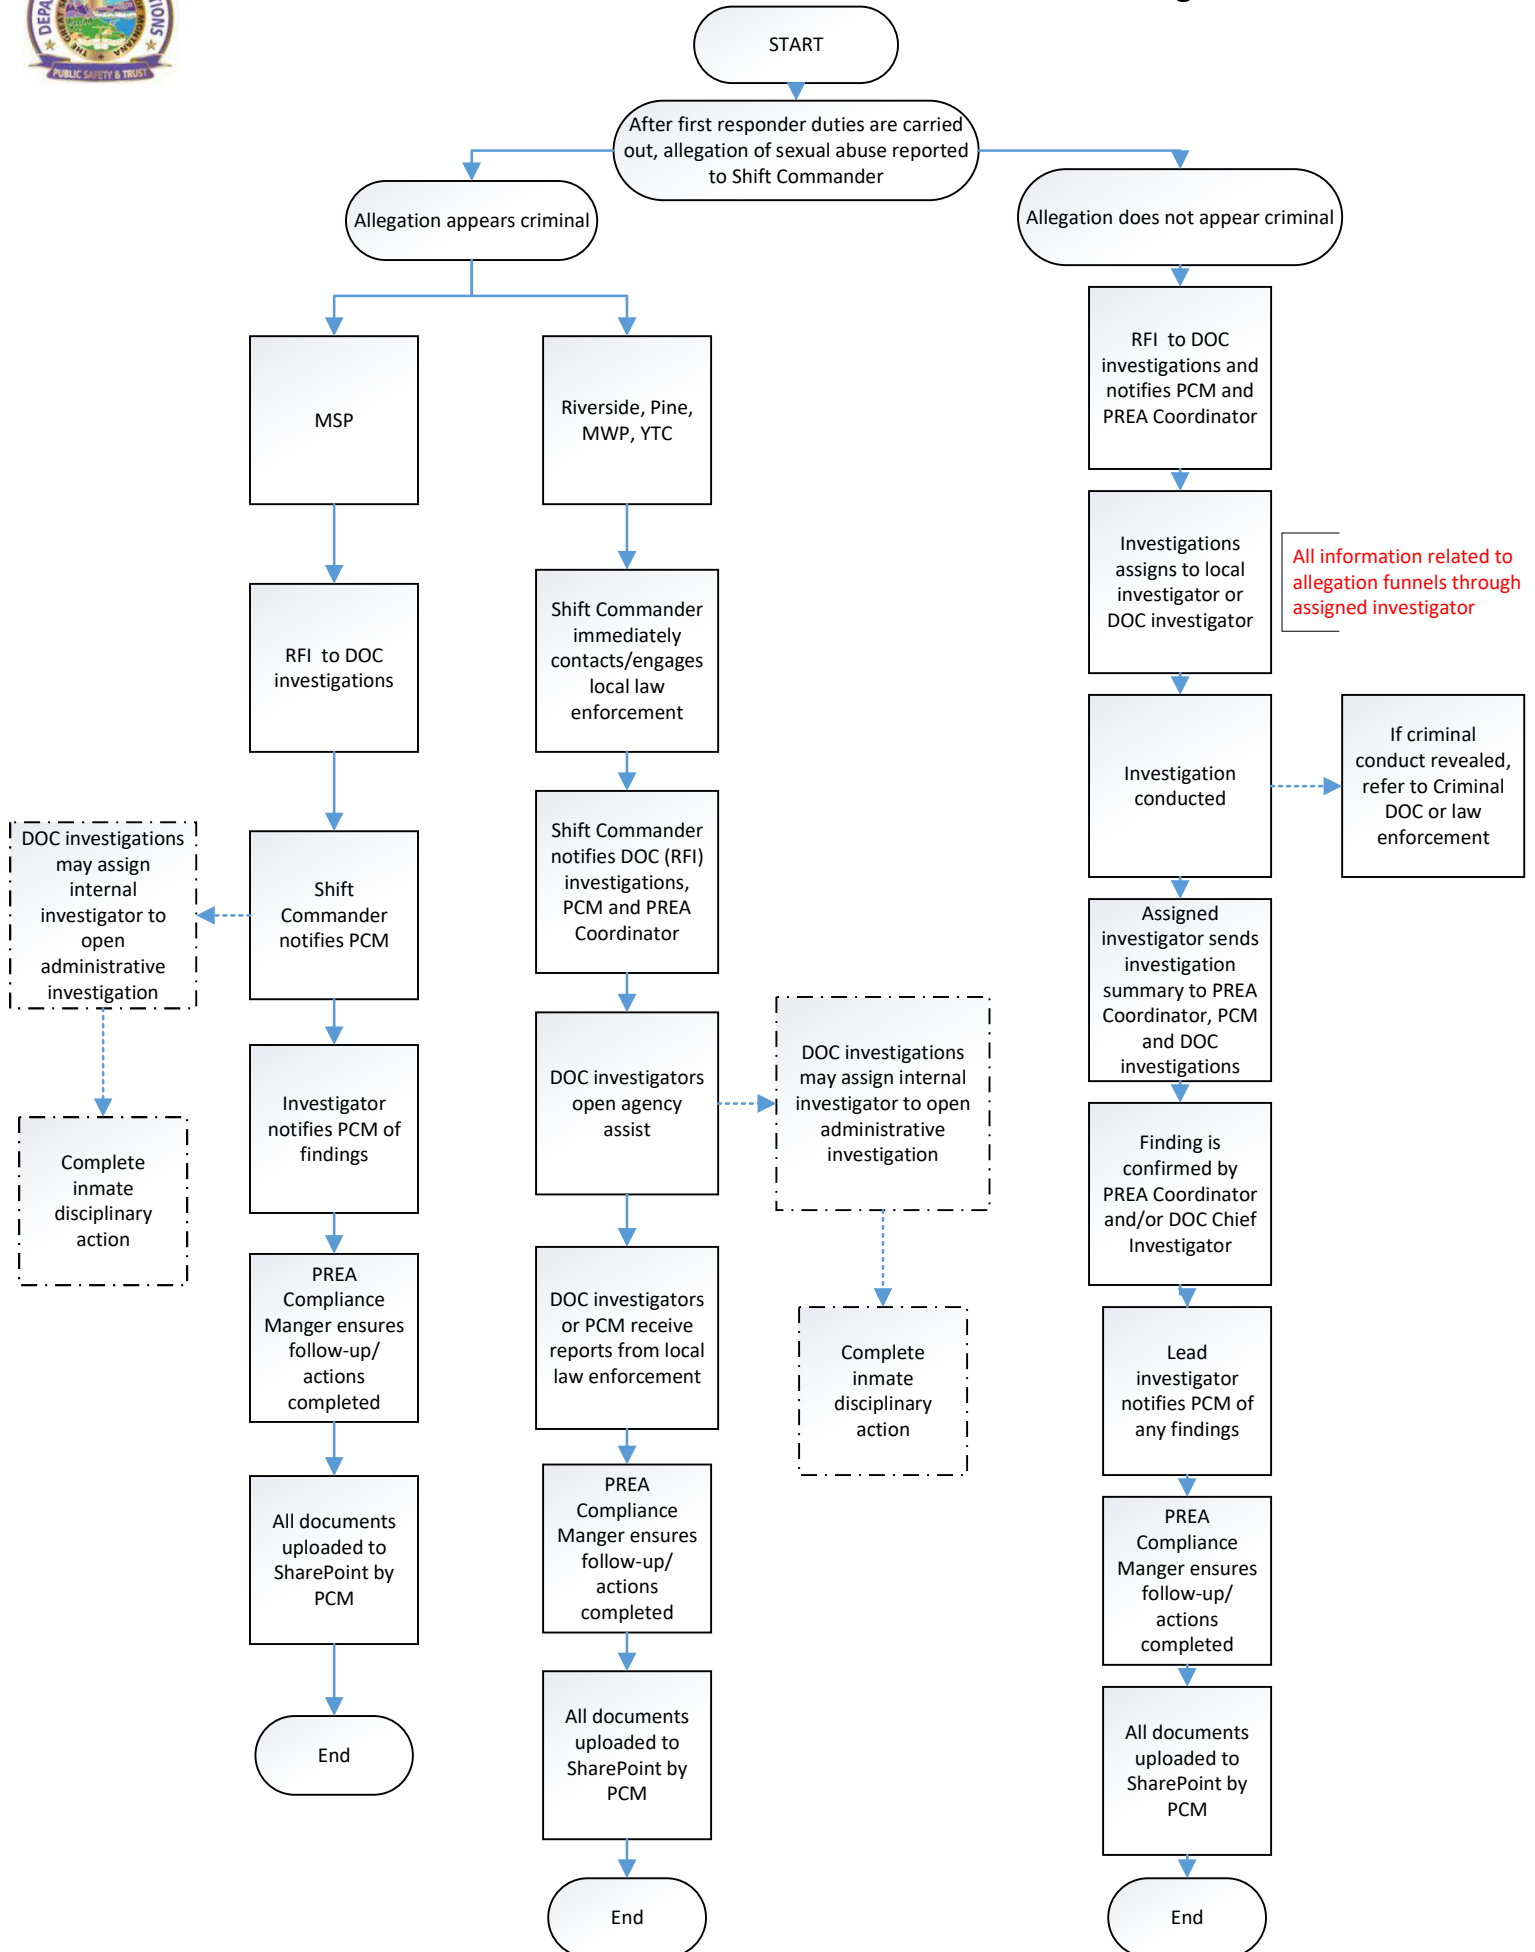 DEPA
IONS
THE GREAT SE
OF MONTANA
PUBLIC SAFETY & TRUST
START
After first responder duties are carried
out, allegation of sexual abuse reported
to Shift Commander
Allegation appears criminal
Allegation does not appear criminal
MSP
Riverside, Pine,
MWP, YTC
RFI to DOC
investigations and
notifies PCM and
PREA Coordinator
Investigations
assigns to local
investigator or
DOC investigator
All information related to
allegation funnels through
assigned investigator
RFI to DOC
investigations
Shift Commander
immediately
contacts/engages
local law
enforcement
Investigation
conducted
If criminal
conduct revealed,
refer to Criminal
DOC or law
enforcement
DOC investigations
may assign
internal
investigator to
open
administrative
investigation
Shift
Commander
notifies PCM
Shift Commander
notifies DOC (RFI)
investigations,
PCM and PREA
Coordinator
Assigned
investigator sends
investigation
summary to PREA
Coordinator, PCM
and DOC
investigations
Complete
inmate
disciplinary
action
Investigator
notifies PCM of
findings
DOC investigators
open agency
assist
DOC investigations
may assign internal
investigator to open
administrative
investigation
Finding is
confirmed by
PREA Coordinator
and/or DOC Chief
Investigator
PREA
Compliance
Manger ensures
follow-up/
actions
completed
DOC investigators
or PCM receive
reports from local
law enforcement
Complete
inmate
disciplinary
action
Lead
investigator
notifies PCM of
any findings
All documents
uploaded to
SharePoint by
PCM
PREA
Compliance
Manger ensures
follow-up/
actions
completed
PREA
Compliance
Manger ensures
follow-up/
actions
completed
End
All documents
uploaded to
SharePoint by
PCM
All documents
uploaded to
SharePoint by
PCM
End
End